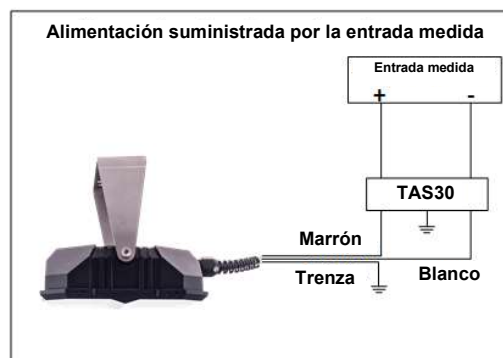 Alimentación suministrada por la entrada medida
Entrada medida
+ -
TAS30
Marrón
Trenza Blanco